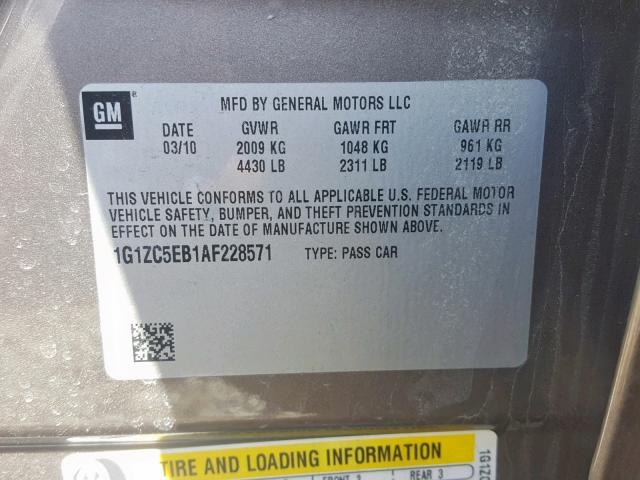 GM
MFD BY GENERAL MOTORS LLC
DATE GVWR GAWR FRT GAWR RR
03/10 2009 KG 1048 KG 961 KG
4430 LB 2311 LB 2119 LB
THIS VEHICLE CONFORMS TO ALL APPLICABLE U.S. FEDERAL MOTOR
VEHICLE SAFETY, BUMPER, AND THEFT PREVENTION STANDARDS IN
EFFECT ON THE DATE OF MANUFACTURE SHOWN ABOVE.
1G1ZC5EB1AF228571 TYPE: PASS CAR
TIRE AND LOADING INFORMATION
REAR 3